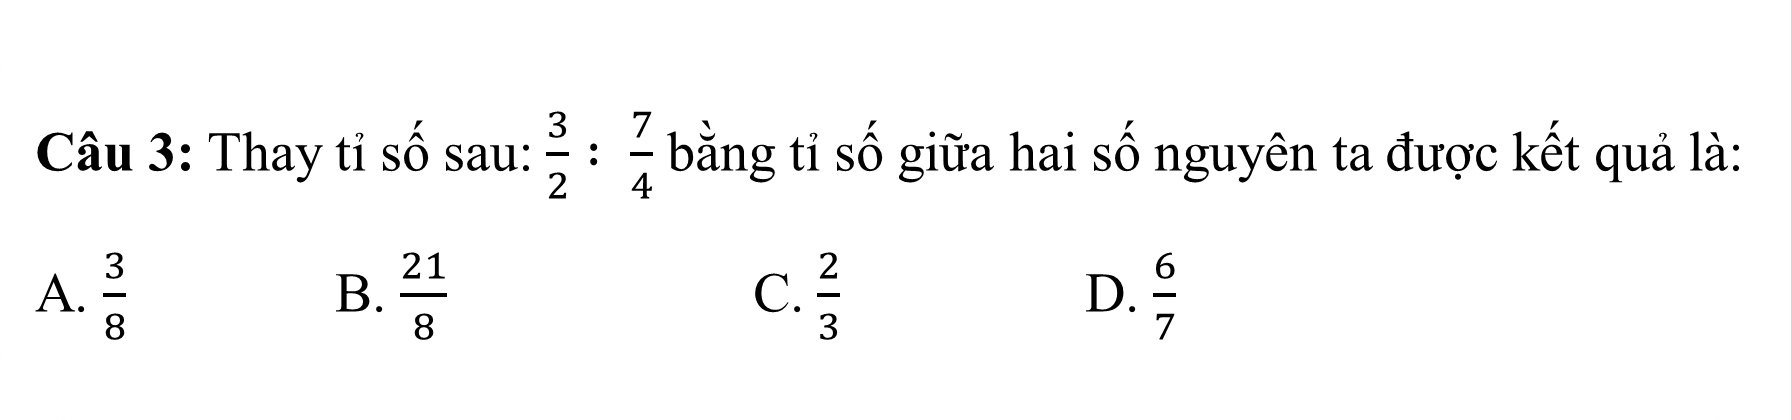 Câu 3: Thay tỉ số sau: 3/2 : 7/4 bằng tỉ số giữa hai số nguyên ta được kết quả là:
A. 3/8 B. 21/8 C. 2/3 D. 6/7